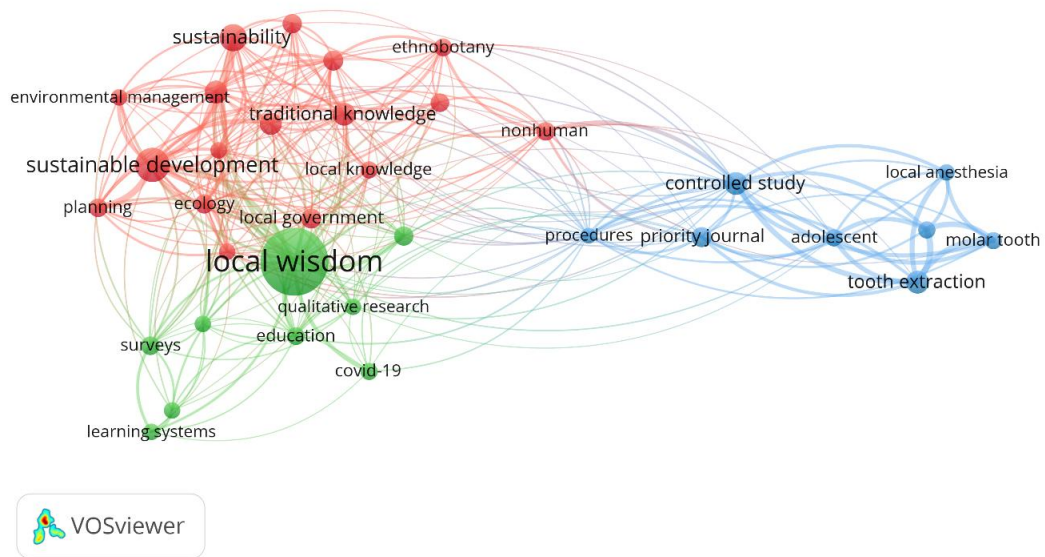 sustainability
ethnobotany
environmental management
traditional knowledge
nonhuman
sustainable development
local knowledge
controlled study
local anesthesia
planning
ecology
local government
procedures
priority journal
adolescent
molar tooth
local wisdom
tooth extraction
qualitative research
education
surveys
covid-19
learning systems
VOSviewer